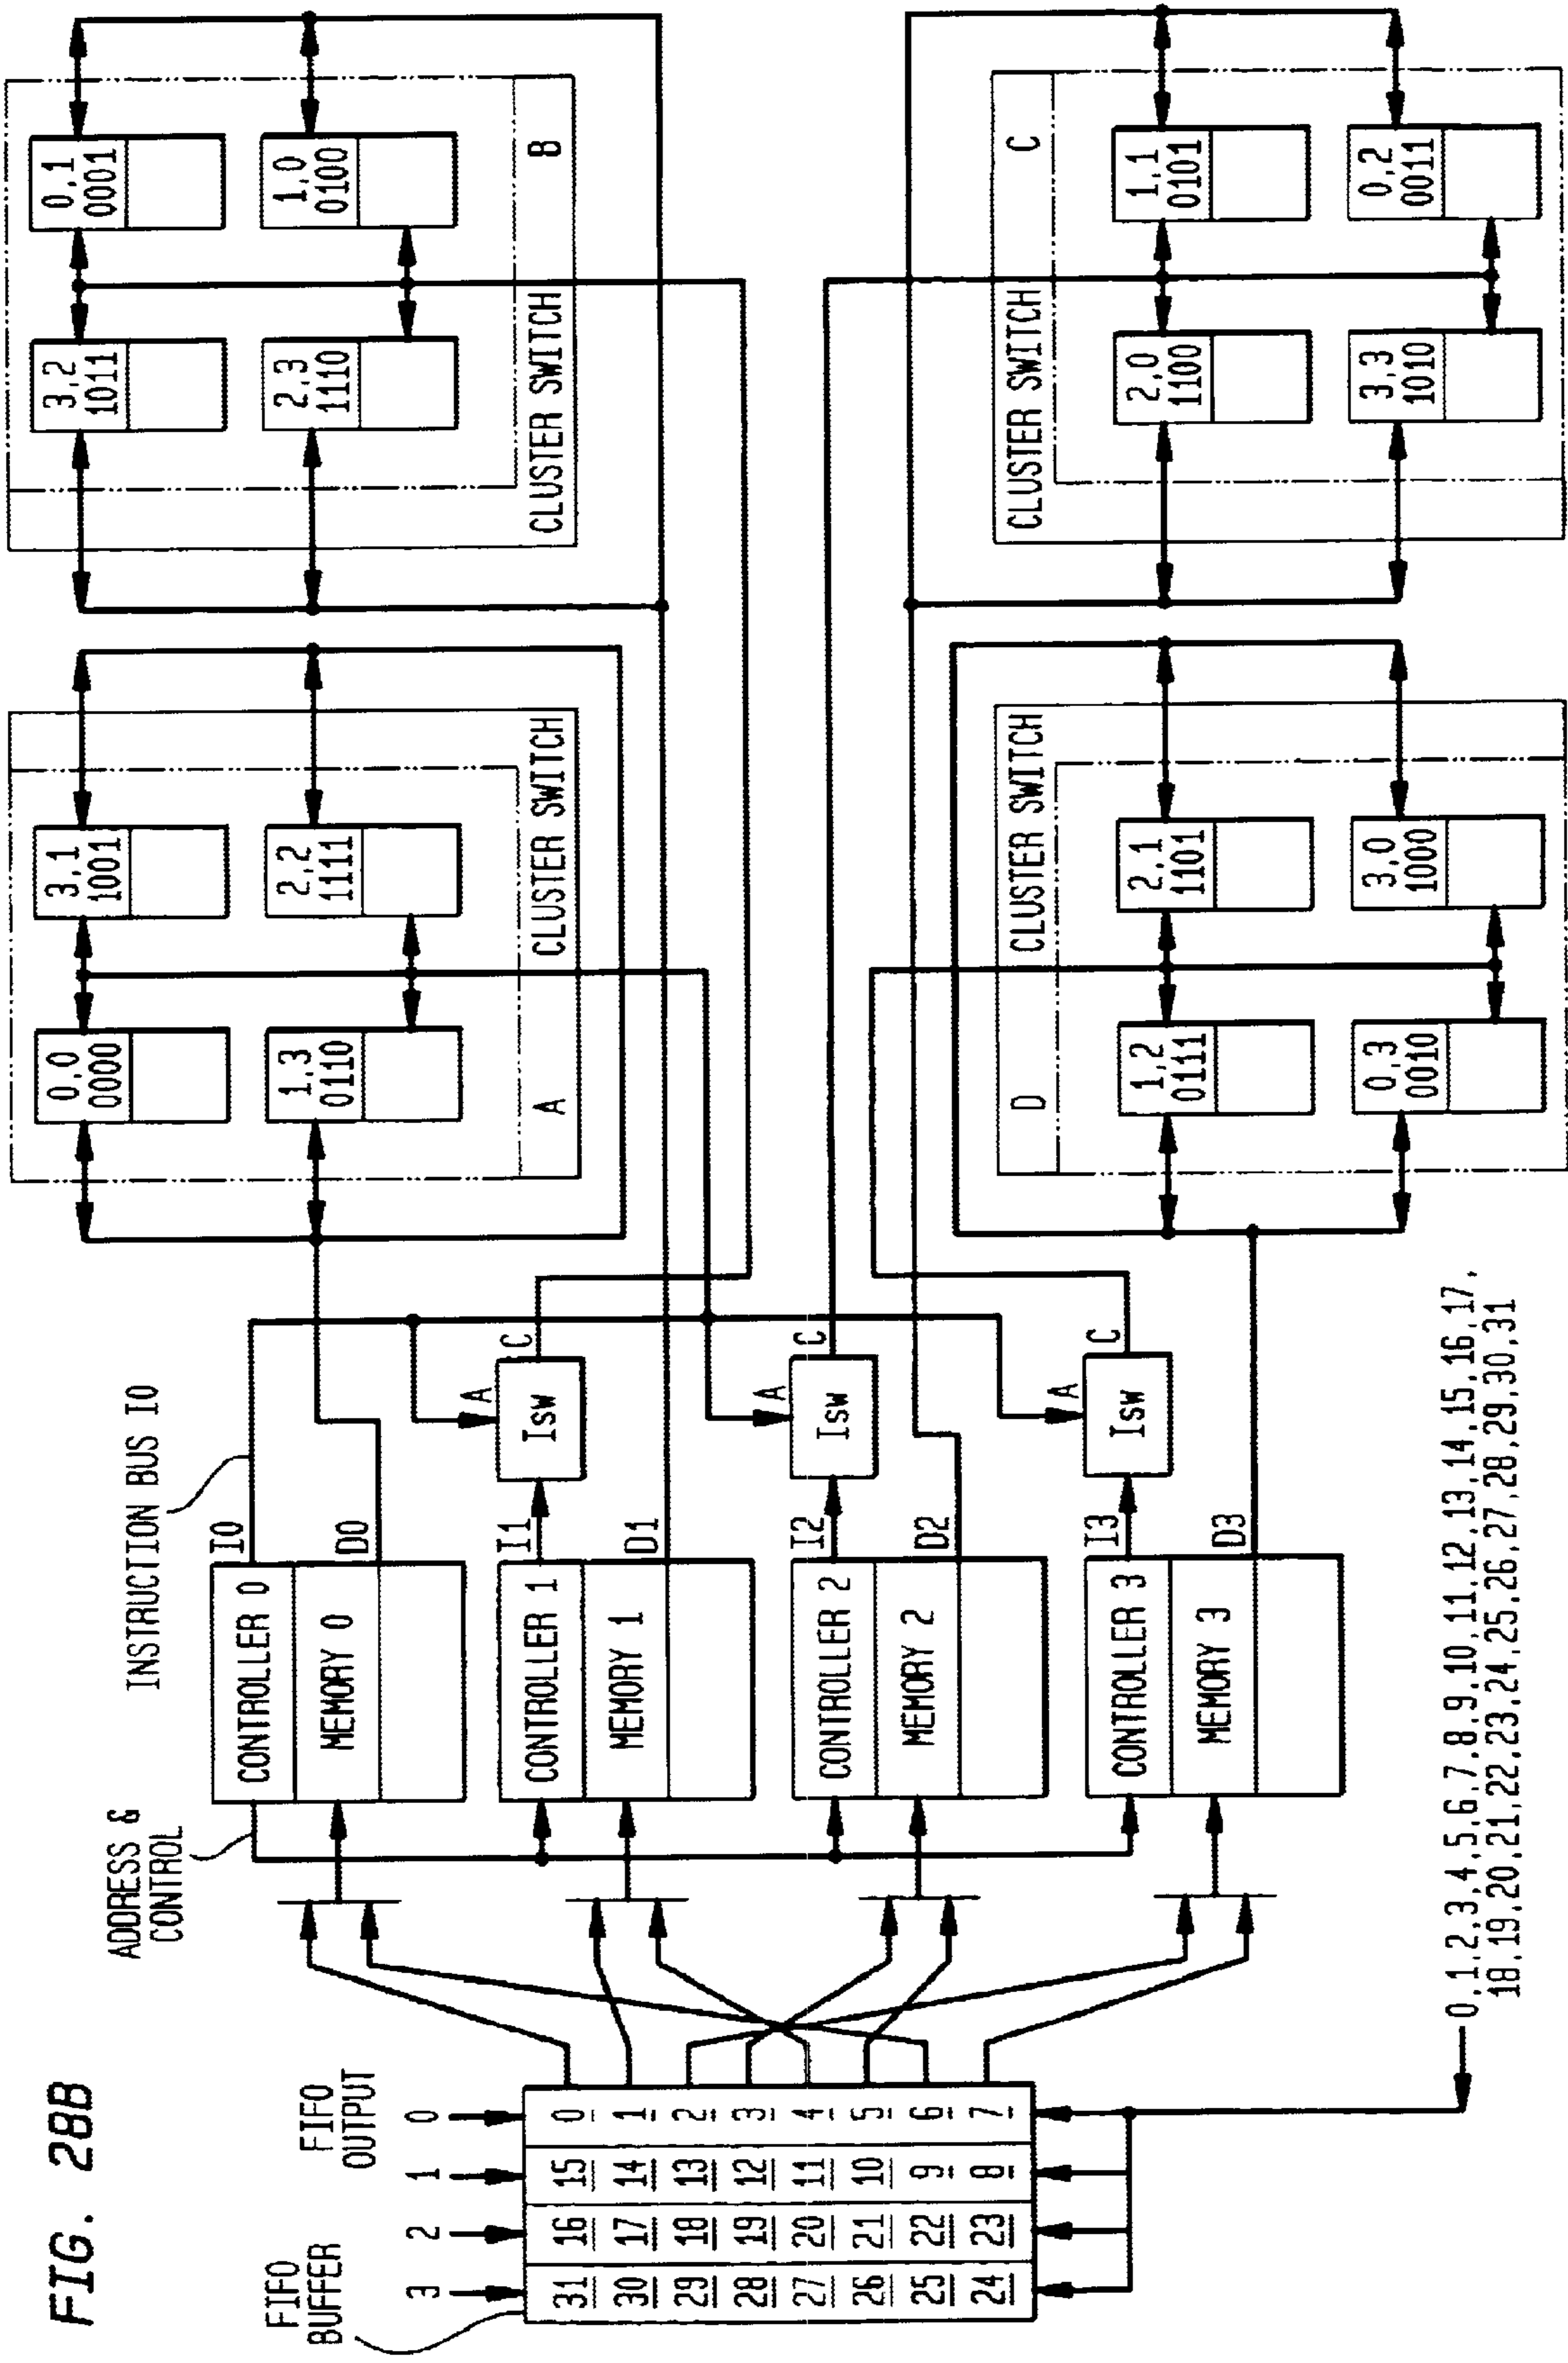 FIG. 28B
FIFO
BUFFER
FIFO
OUTPUT
3
2
1
0
31
16
15
0
30
17
14
1
29
18
13
2
28
19
12
3
27
20
11
4
26
21
10
5
25
22
9
6
24
23
8
7
0,1,2,3,4,5,6,7,8,9,10,11,12,13,14,15,16,17,
18,19,20,21,22,23,24,25,26,27,28,29,30,31
ADDRESS &
CONTROL
INSTRUCTION BUS I0
CONTROLLER 0
I0
MEMORY 0
D0
CONTROLLER 1
I1
MEMORY 1
D1
CONTROLLER 2
I2
MEMORY 2
D2
CONTROLLER 3
I3
MEMORY 3
D3
A
Isw
C
A
Isw
C
A
Isw
C
0,0
0000
3,1
1001
1,3
0110
2,2
1111
A
CLUSTER SWITCH
3,2
1011
0,1
0001
2,3
1110
1,0
0100
CLUSTER SWITCH
B
D
CLUSTER SWITCH
1,2
0111
2,1
1101
0,3
0010
3,0
1000
CLUSTER SWITCH
C
2,0
1100
1,1
0101
3,3
1010
0,2
0011